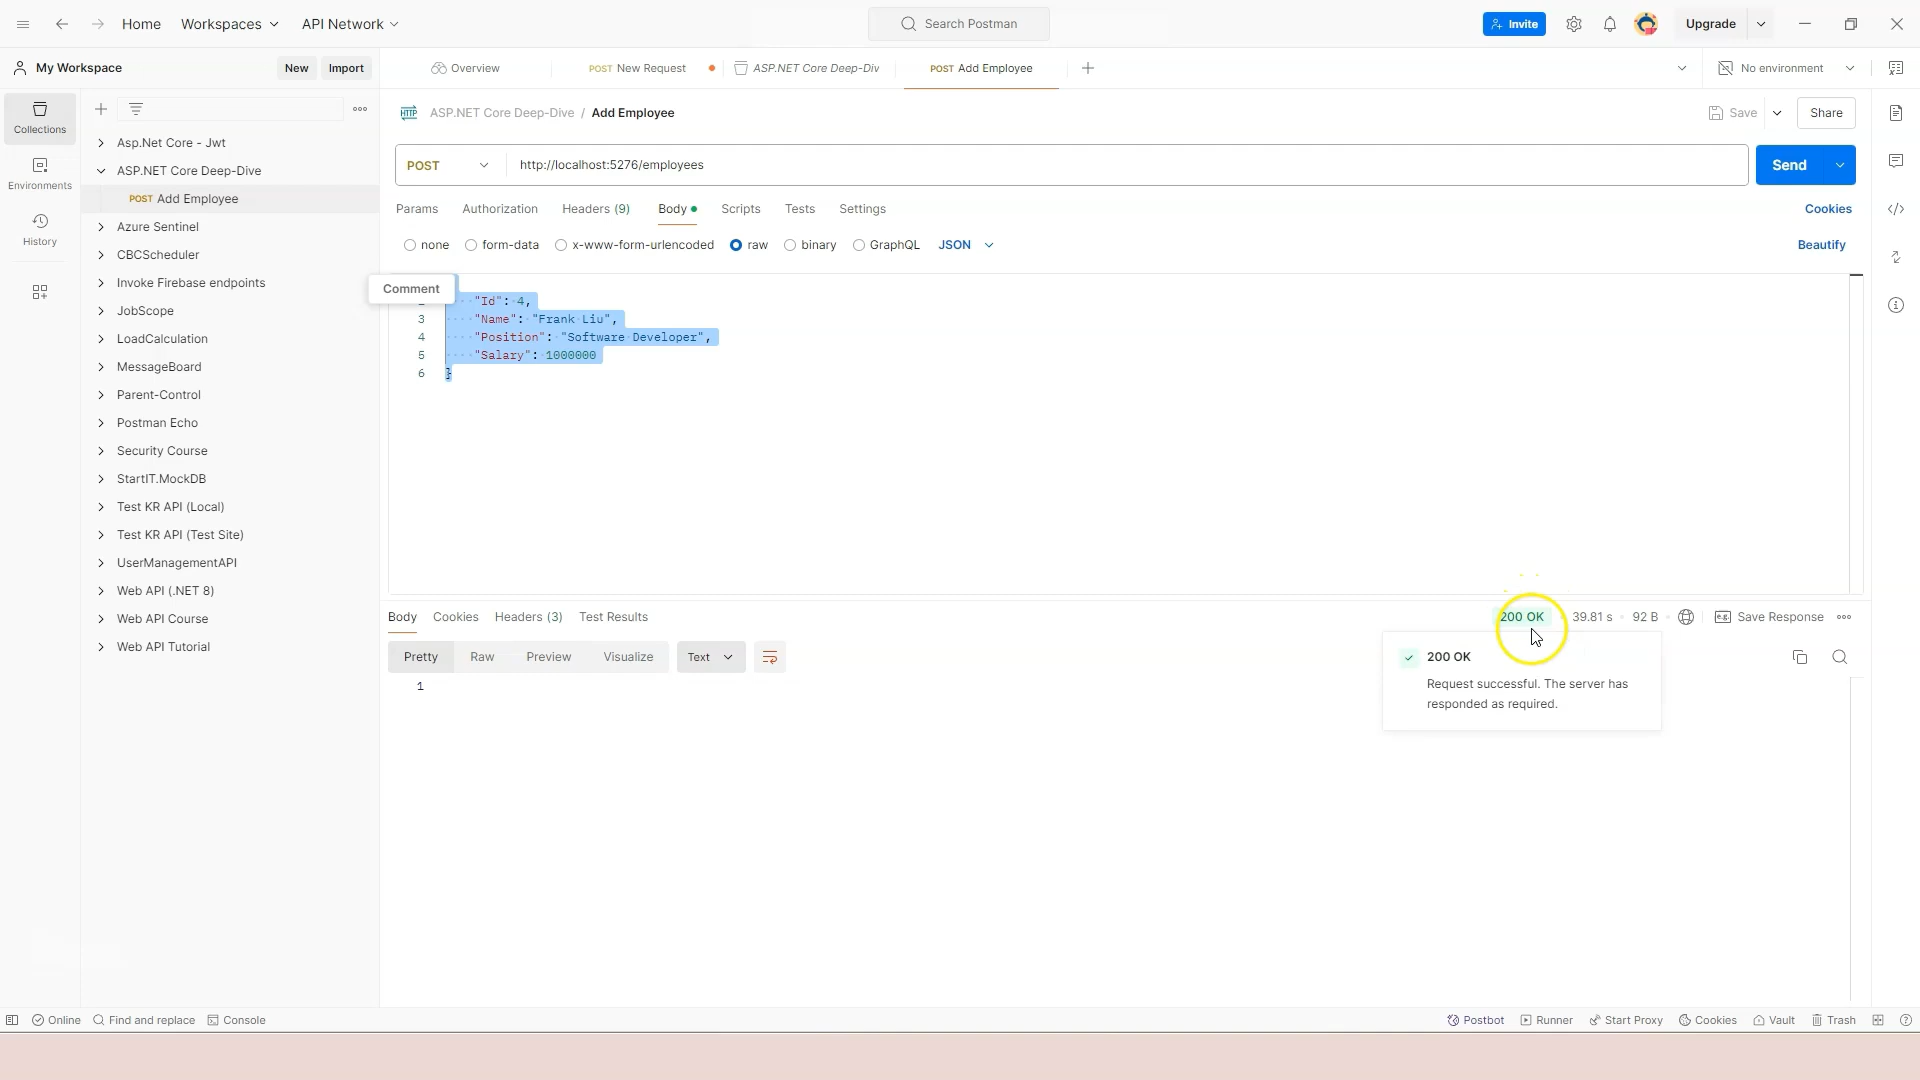 Home Workspaces API Network Search Postman Invite Upgrade
My Workspace New Import Overview POST New Request ASP.NET Core Deep-Div POST Add Employee No environment
Collections
Environments
History
Asp.Net Core - Jwt
ASP.NET Core Deep-Dive
POST Add Employee
Azure Sentinel
CBCScheduler
Invoke Firebase endpoints
JobScope
LoadCalculation
MessageBoard
Parent-Control
Postman Echo
Security Course
StartIT.MockDB
Test KR API (Local)
Test KR API (Test Site)
UserManagementAPI
Web API (.NET 8)
Web API Course
Web API Tutorial
HTTP ASP.NET Core Deep-Dive / Add Employee Save Share
POST http://localhost:5276/employees Send
Params Authorization Headers (9) Body Scripts Tests Settings Cookies
none form-data x-www-form-urlencoded raw binary GraphQL JSON Beautify
Comment
"Id": 4,
3 "Name": "Frank Liu",
4 "Position": "Software Developer",
5 "Salary": 1000000
6 }
Body Cookies Headers (3) Test Results 200 OK 39.81 s 92 B e.g. Save Response
Pretty Raw Preview Visualize Text
1
200 OK
Request successful. The server has
responded as required.
Online Find and replace Console Postbot Runner Start Proxy Cookies Vault Trash